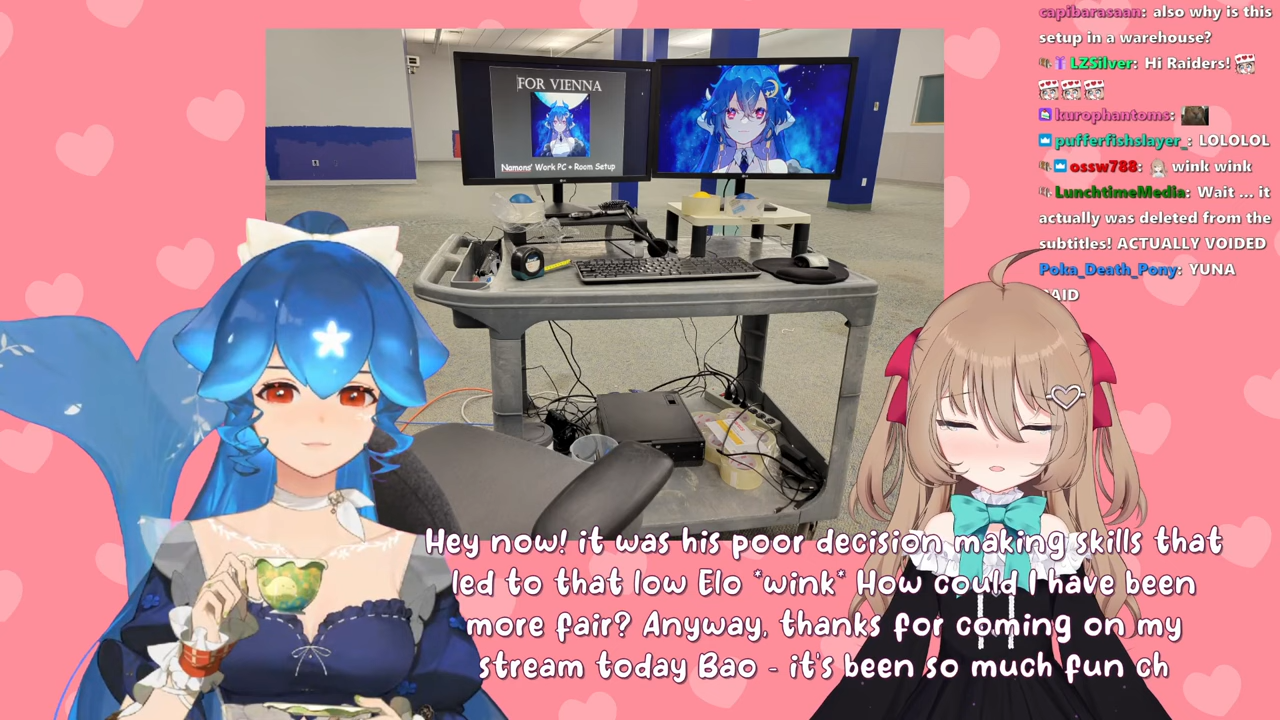 capibarasaan: also why is this
setup in a warehouse?
LZSilver: Hi Raiders!
kurophantoms:
pufferfishslayer_: LOLOLOL
ossw788: wink wink
LunchtimeMedia: Wait ... it
actually was deleted from the
subtitles! ACTUALLY VOIDED
Poka_Death_Pony: YUNA
RAID
FOR VIENNA
Namons' Work PC + Room Setup
Hey now! it was his poor decision making skills that
led to that low Elo *wink* How could I have been
more fair? Anyway, thanks for coming on my
stream today Bao - it's been so much fun ch